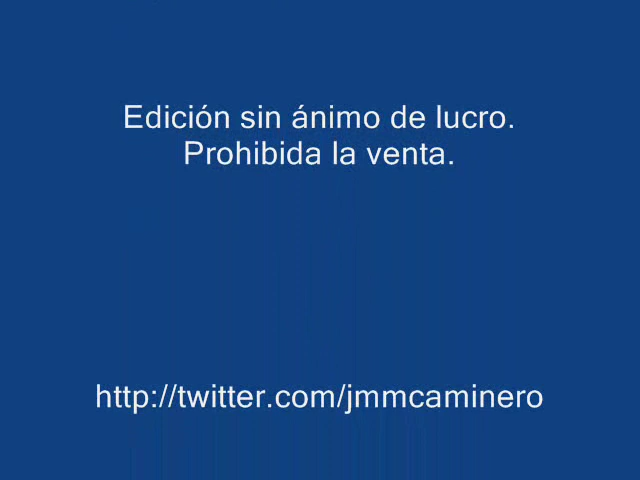 Edición sin ánimo de lucro.
Prohibida la venta.
http://twitter.com/jmmcaminero